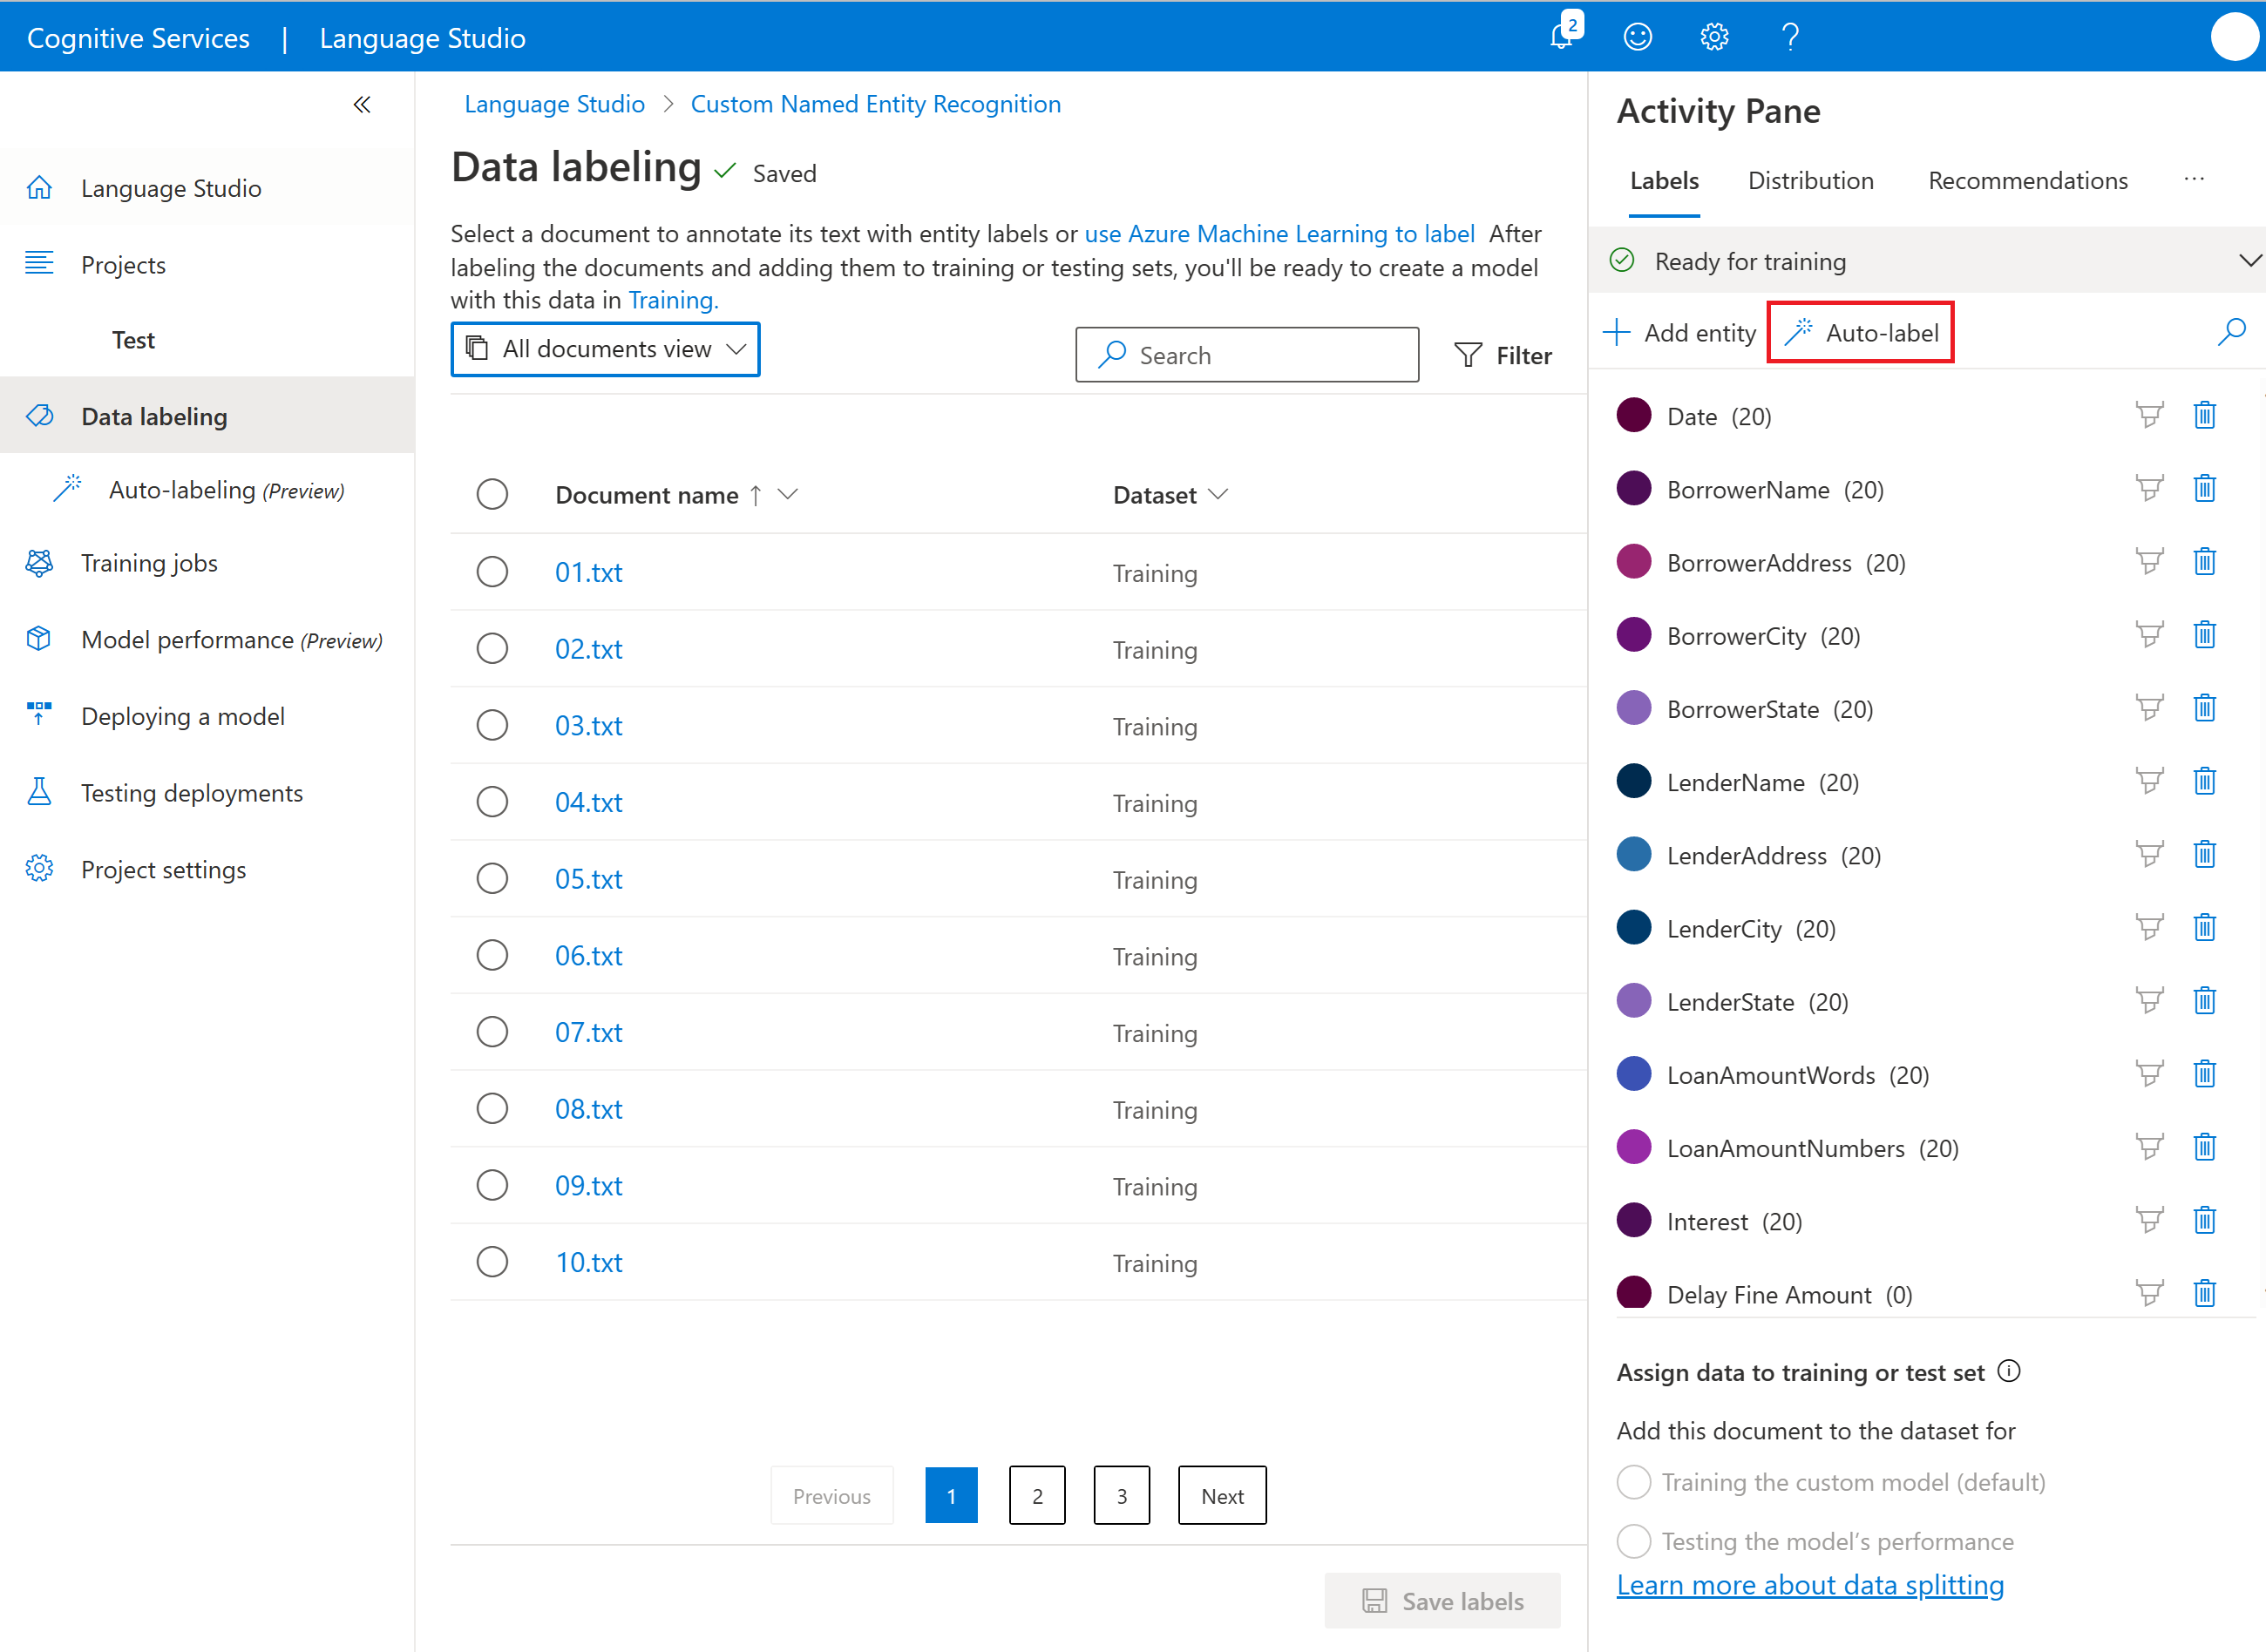 Cognitive Services | Language Studio
2
Language Studio
Projects
Test
Data labeling
Auto-labeling (Preview)
Training jobs
Model performance (Preview)
Deploying a model
Testing deployments
Project settings
Language Studio > Custom Named Entity Recognition
Data labeling Saved
Select a document to annotate its text with entity labels or use Azure Machine Learning to label After
labeling the documents and adding them to training or testing sets, you'll be ready to create a model
with this data in Training.
All documents view
Search
Filter
Document name ↑ Dataset
01.txt Training
02.txt Training
03.txt Training
04.txt Training
05.txt Training
06.txt Training
07.txt Training
08.txt Training
09.txt Training
10.txt Training
Previous 1 2 3 Next
Save labels
Activity Pane
Labels Distribution Recommendations ...
Ready for training
Add entity Auto-label
Date (20)
BorrowerName (20)
BorrowerAddress (20)
BorrowerCity (20)
BorrowerState (20)
LenderName (20)
LenderAddress (20)
LenderCity (20)
LenderState (20)
LoanAmountWords (20)
LoanAmountNumbers (20)
Interest (20)
Delay Fine Amount (0)
Assign data to training or test set
Add this document to the dataset for
Training the custom model (default)
Testing the model’s performance
Learn more about data splitting